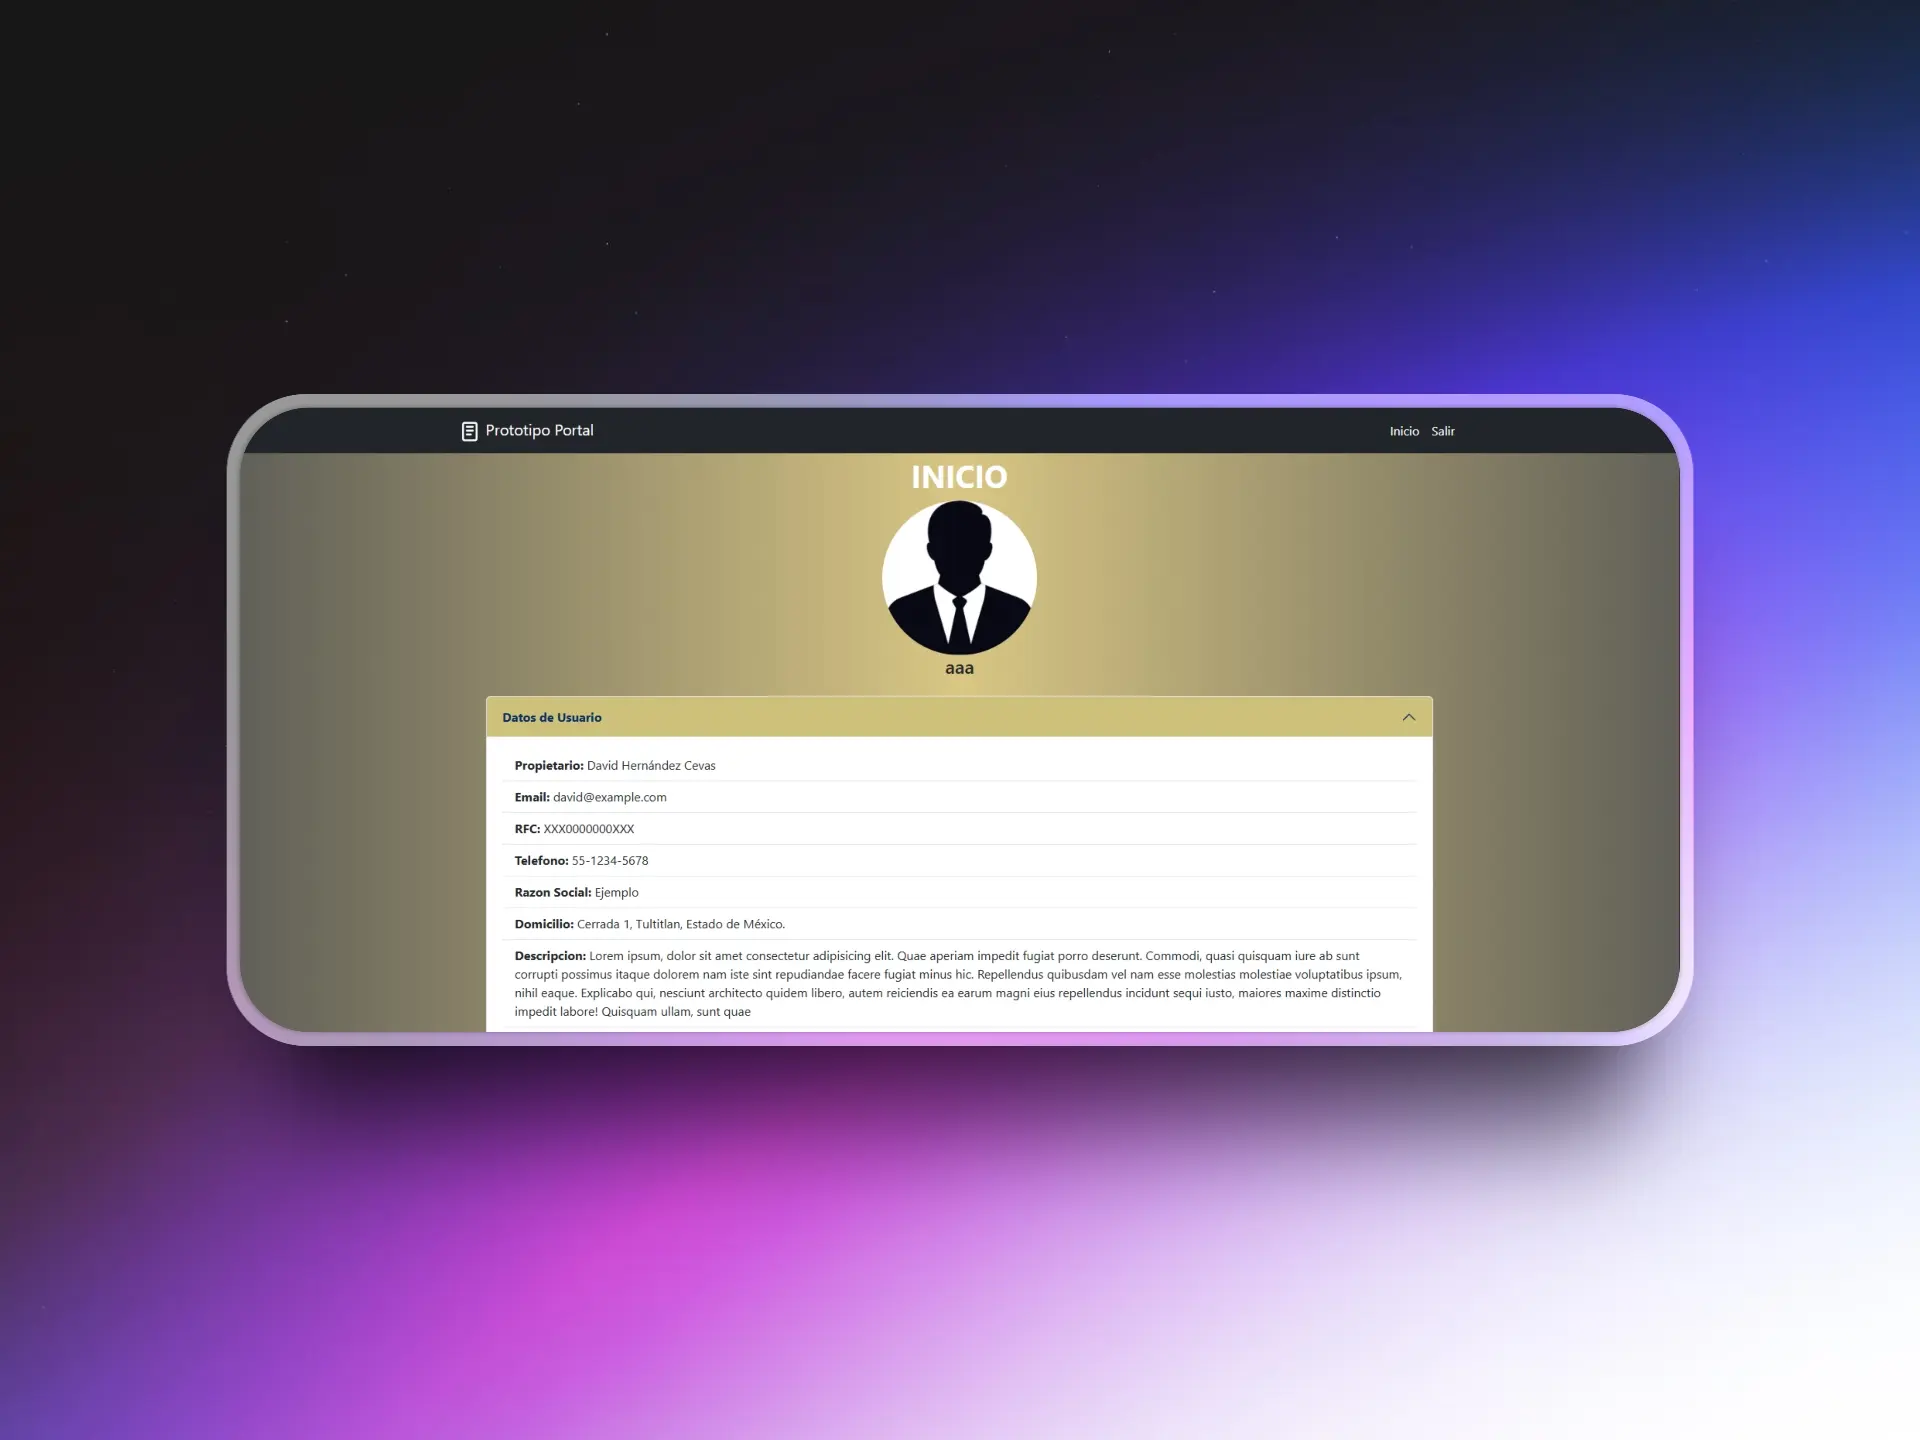 Prototipo Portal
Inicio Salir
INICIO
aaa
Datos de Usuario
Propietario: David Hernández Cevas
Email: david@example.com
RFC: XXX0000000XXX
Telefono: 55-1234-5678
Razon Social: Ejemplo
Domicilio: Cerrada 1, Tultitlan, Estado de México.
Descripcion: Lorem ipsum, dolor sit amet consectetur adipisicing elit. Quae aperiam impedit fugiat porro deserunt. Commodi, quasi quisquam iure ab sunt
corrupti possimus itaque dolorem nam iste sint repudiandae facere fugiat minus hic. Repellendus quibusdam vel nam esse molestias molestiae voluptatibus ipsum,
nihil eaque. Explicabo qui, nesciunt architecto quidem libero, autem reiciendis ea earum magni eius repellendus incidunt sequi iusto, maiores maxime distinctio
impedit labore! Quisquam ullam, sunt quae